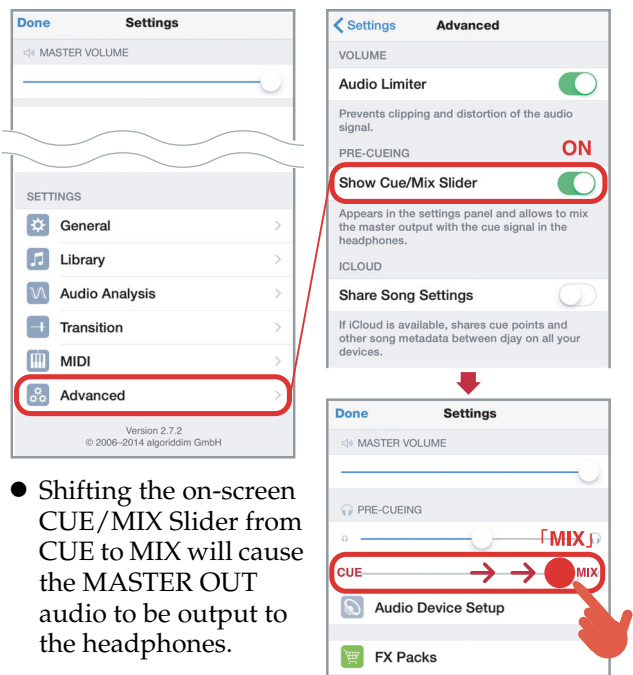 Done Settings
MASTER VOLUME
SETTINGS
General
Library
Audio Analysis
Transition
MIDI
Advanced
Version 2.7.2
© 2006–2014 algoriddim GmbH
● Shifting the on-screen
CUE/MIX Slider from
CUE to MIX will cause
the MASTER OUT
audio to be output to
the headphones.
Settings Advanced
VOLUME
Audio Limiter
Prevents clipping and distortion of the audio
signal.
PRE-CUEING ON
Show Cue/Mix Slider
Appears in the settings panel and allows to mix
the master output with the cue signal in the
headphones.
ICLOUD
Share Song Settings
If iCloud is available, shares cue points and
other song metadata between djay on all your
devices.
Done Settings
MASTER VOLUME
PRE-CUEING
「MIX」
CUE → → MIX
Audio Device Setup
FX Packs